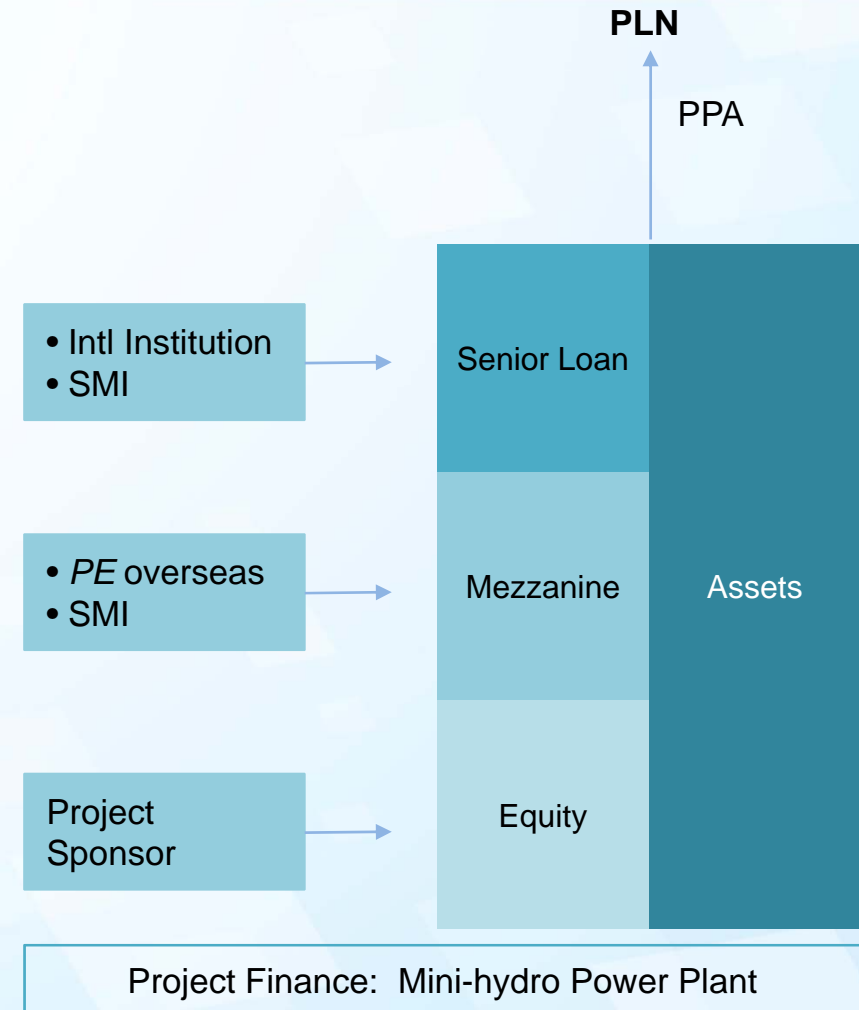 PLN
PPA
• Intl Institution
• SMI
Senior Loan
• PE overseas
• SMI
Mezzanine
Assets
Project
Sponsor
Equity
Project Finance: Mini-hydro Power Plant